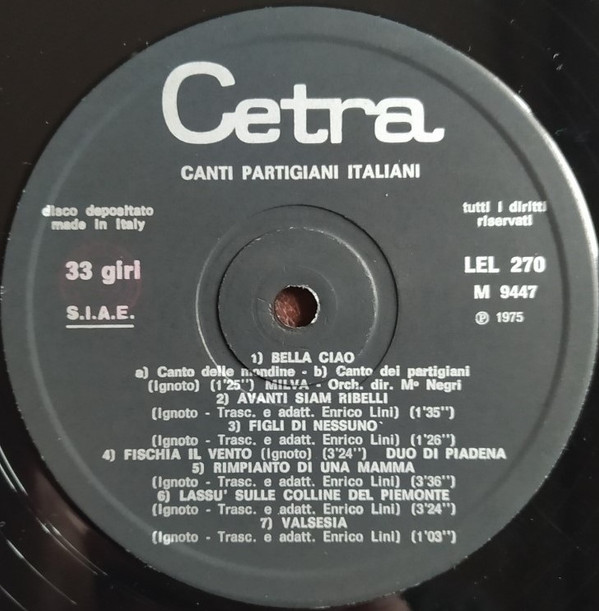 Cetra
CANTI PARTIGIANI ITALIANI
disco depositato
made in italy
tutti i diritti
riservati
33 giri
S.I.A.E.
LEL 270
M 9447
℗ 1975
1) BELLA CIAO
a) Canto delle mondine - b) Canto dei partigiani
(Ignoto) (1'25") MILVA - Orch. dir. Mº Negri
2) AVANTI SIAM RIBELLI
(Ignoto - Trasc. e adatt. Enrico Lini) (1'35")
3) FIGLI DI NESSUNO
(Ignoto - Trasc. e adatt. Enrico Lini) (1'26")
4) FISCHIA IL VENTO (Ignoto) (3'24") DUO DI PIADENA
5) RIMPIANTO DI UNA MAMMA
(Ignoto - Trasc. e adatt. Enrico Lini) (3'36")
6) LASSU' SULLE COLLINE DEL PIEMONTE
(Ignoto - Trasc. e adatt. Enrico Lini) (3'24")
7) VALSESIA
(Ignoto - Trasc. e adatt. Enrico Lini) (1'03")